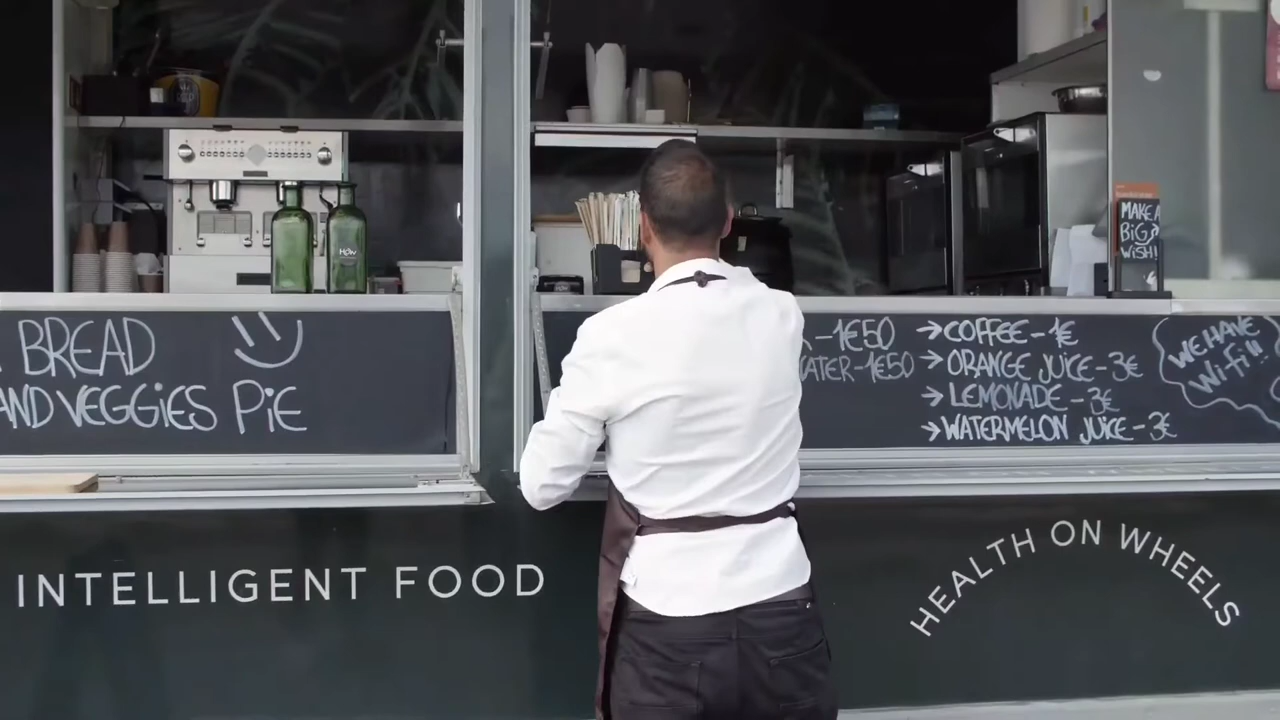 BREAD
AND VEGGIES PIE
-1€50
-1€50
→COFFEE-1€
→ORANGE JUICE-3€
→LEMONADE-3€
→WATERMELON JUICE-3€
WE HAVE
Wi-Fi!!!
MAKE A
BIG
WISH!
HOW
INTELLIGENT FOOD
HEALTH ON WHEELS